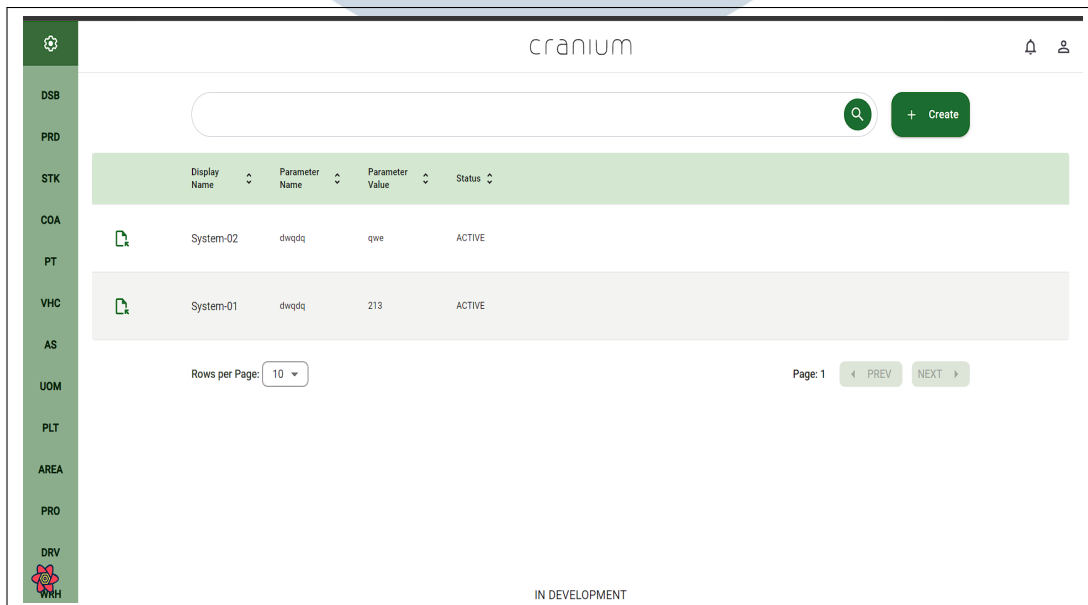 cranium
DSB
PRD
STK
COA
PT
VHC
AS
UOM
PLT
AREA
PRO
DRV
WRH
+ Create
Display Name
Parameter Name
Parameter Value
Status
System-02 dwqdq qwe ACTIVE
System-01 dwqdq 213 ACTIVE
Rows per Page: 10
Page: 1 PREV NEXT
IN DEVELOPMENT